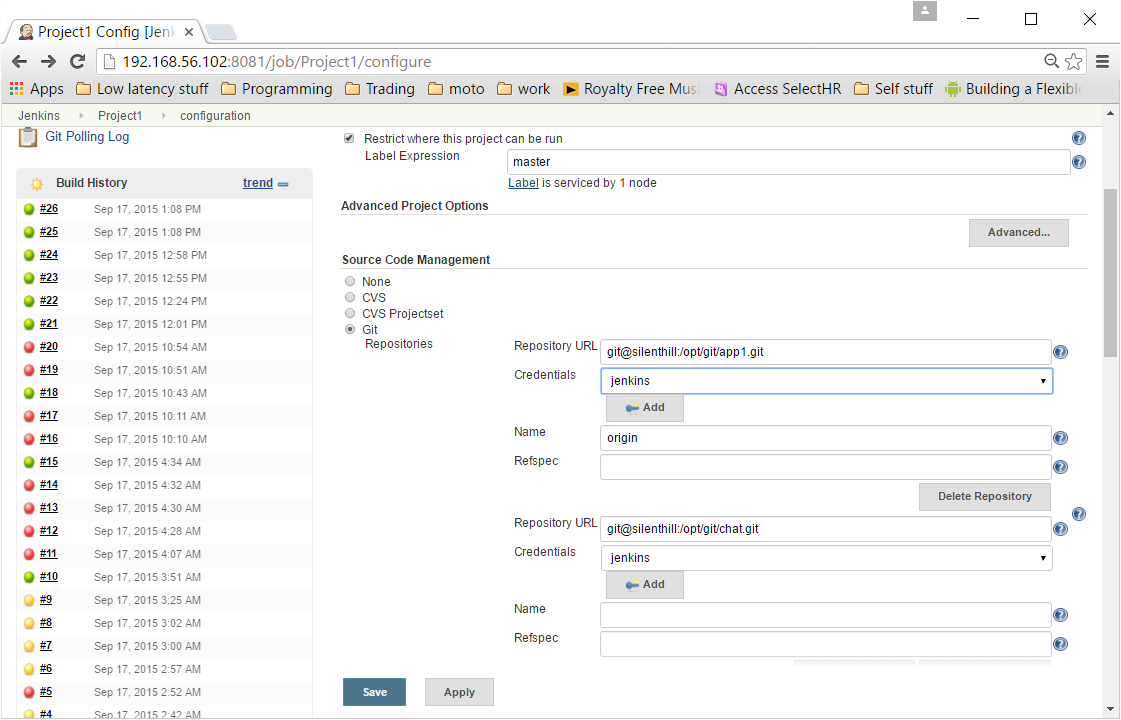 Project1 Config [Jenk
192.168.56.102:8081/job/Project1/configure
Apps Low latency stuff Programming Trading moto work Royalty Free Mus Access SelectHR Self stuff Building a Flexible
Jenkins Project1 configuration
Git Polling Log
Build History trend
#26 Sep 17, 2015 1:08 PM
#25 Sep 17, 2015 1:08 PM
#24 Sep 17, 2015 12:58 PM
#23 Sep 17, 2015 12:55 PM
#22 Sep 17, 2015 12:24 PM
#21 Sep 17, 2015 12:01 PM
#20 Sep 17, 2015 10:54 AM
#19 Sep 17, 2015 10:51 AM
#18 Sep 17, 2015 10:43 AM
#17 Sep 17, 2015 10:11 AM
#16 Sep 17, 2015 10:10 AM
#15 Sep 17, 2015 4:34 AM
#14 Sep 17, 2015 4:32 AM
#13 Sep 17, 2015 4:30 AM
#12 Sep 17, 2015 4:28 AM
#11 Sep 17, 2015 4:07 AM
#10 Sep 17, 2015 3:51 AM
#9 Sep 17, 2015 3:25 AM
#8 Sep 17, 2015 3:02 AM
#7 Sep 17, 2015 3:00 AM
#6 Sep 17, 2015 2:57 AM
#5 Sep 17, 2015 2:52 AM
#4 Sep 17, 2015 2:42 AM
Restrict where this project can be run
Label Expression master
Label is serviced by 1 node
Advanced Project Options
Advanced...
Source Code Management
None
CVS
CVS Projectset
Git
Repositories
Repository URL git@silenthill:/opt/git/app1.git
Credentials jenkins
Add
Name origin
Refspec
Delete Repository
Repository URL git@silenthill:/opt/git/chat.git
Credentials jenkins
Add
Name
Refspec
Save Apply